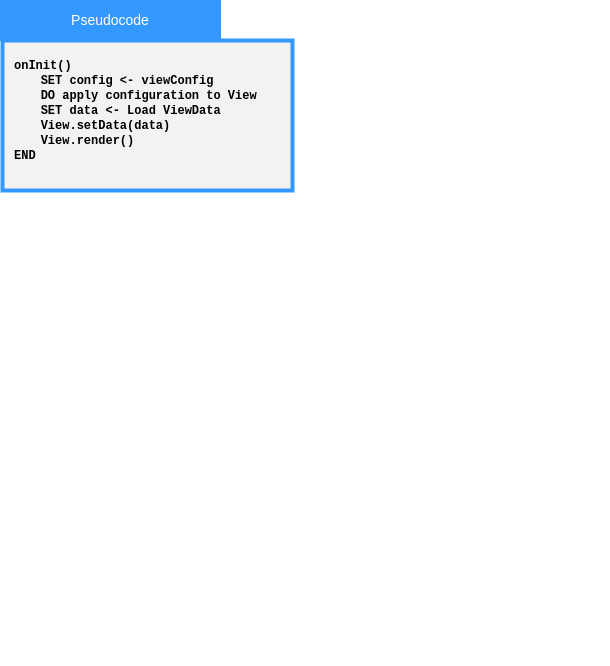 Pseudocode
onInit()
SET config <- viewConfig
DO apply configuration to View
SET data <- Load ViewData
View.setData(data)
View.render()
END